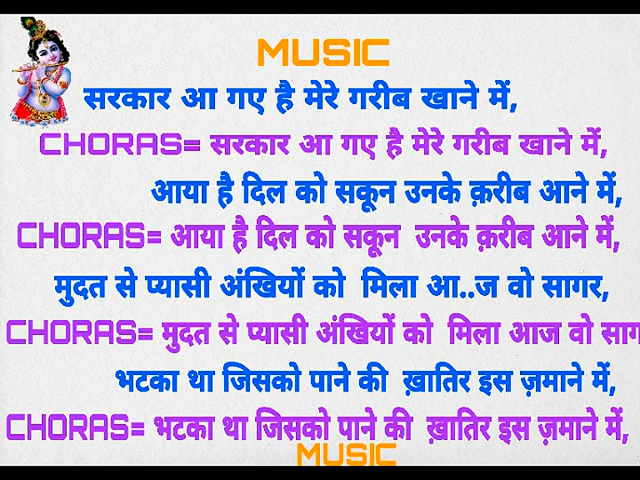 MUSIC
सरकार आ गए है मेरे गरीब खाने में,
CHORAS= सरकार आ गए है मेरे गरीब खाने में,
आया है दिल को सकून उनके क़रीब आने में,
CHORAS= आया है दिल को सकून उनके क़रीब आने में,
मुदत से प्यासी अंखियों को मिला आ..ज वो सागर,
CHORAS= मुदत से प्यासी अंखियों को मिला आज वो साग
भटका था जिसको पाने की ख़ातिर इस ज़माने में,
CHORAS= भटका था जिसको पाने की ख़ातिर इस ज़माने में,
MUSIC